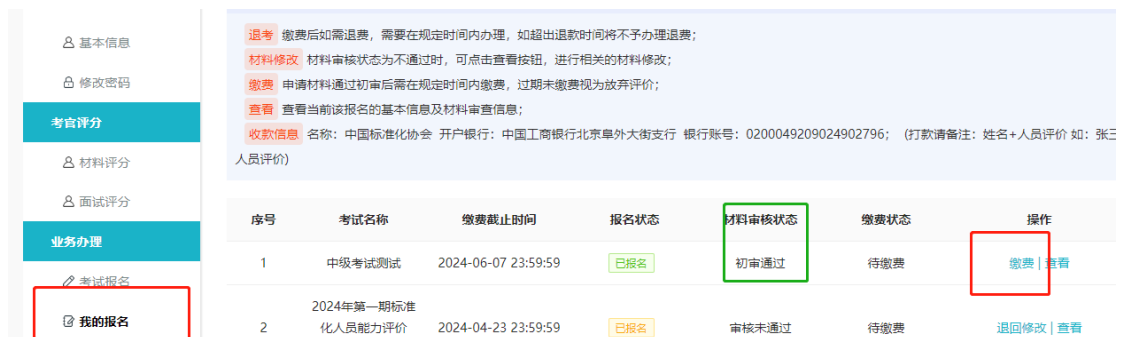 基本信息
修改密码
考官评分
材料评分
面试评分
业务办理
考试报名
我的报名
退考 缴费后如需退费，需要在规定时间内办理，如超出退款时间将不予办理退费；
材料修改 材料审核状态为不通过时，可点击查看按钮，进行相关的材料修改；
缴费 申请材料通过初审后需在规定时间内缴费，过期未缴费视为放弃评价；
查看 查看当前该报名的基本信息及材料审查信息；
收款信息 名称：中国标准化协会 开户银行：中国工商银行北京阜外大街支行 银行账号：0200049209024902796； (打款请备注：姓名+人员评价 如：张三
人员评价)
序号 考试名称 缴费截止时间 报名状态 材料审核状态 缴费状态 操作
1 中级考试测试 2024-06-07 23:59:59 已报名 初审通过 待缴费 缴费 | 查看
2024年第一期标准
2 化人员能力评价 2024-04-23 23:59:59 已报名 审核未通过 待缴费 退回修改 | 查看